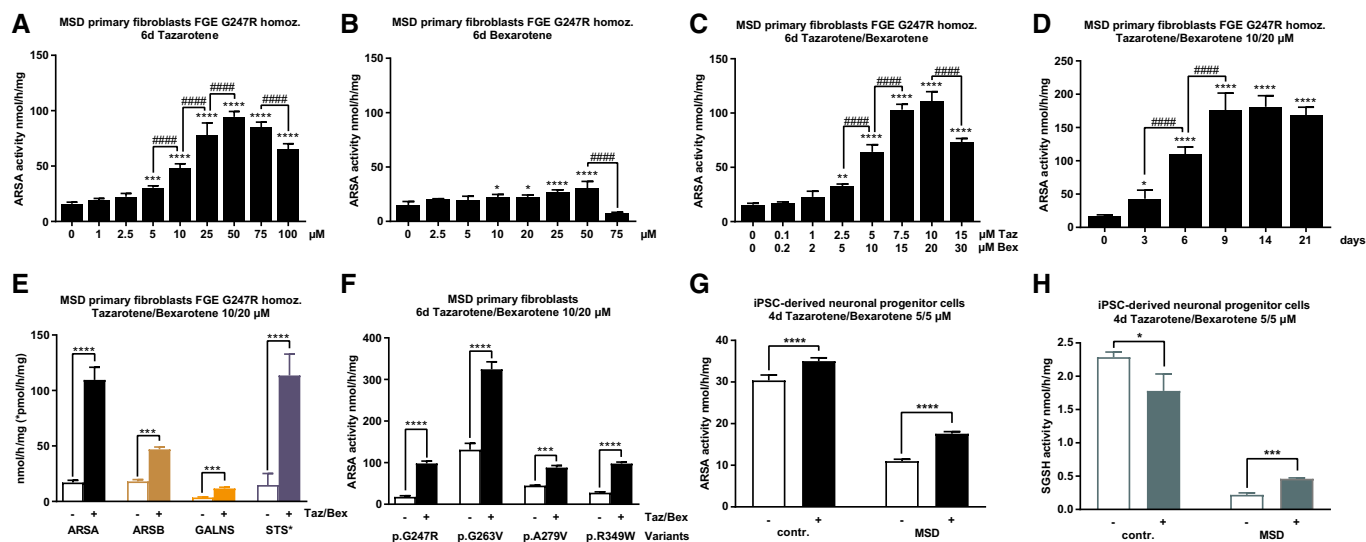 A
MSD primary fibroblasts FGE G247R homoz.
6d Tazarotene
ARSA activity nmol/h/mg
150
100
50
0
####
####
####
####
***
****
****
****
****
****
0 1 2.5 5 10 25 50 75 100 µM
B
MSD primary fibroblasts FGE G247R homoz.
6d Bexarotene
ARSA activity nmol/h/mg
150
100
50
0
####
*
*
****
****
0 2.5 5 10 20 25 50 75 µM
C
MSD primary fibroblasts FGE G247R homoz.
6d Tazarotene/Bexarotene
ARSA activity nmol/h/mg
150
100
50
0
####
####
####
**
****
****
****
****
0 0.1 1 2.5 5 7.5 10 15 µM Taz
0 0.2 2 5 10 15 20 30 µM Bex
D
MSD primary fibroblasts FGE G247R homoz.
Tazarotene/Bexarotene 10/20 µM
ARSA activity nmol/h/mg
250
200
150
100
50
0
####
####
*
****
****
****
****
0 3 6 9 14 21 days
E
MSD primary fibroblasts FGE G247R homoz.
Tazarotene/Bexarotene 10/20 µM
nmol/h/mg (*pmol/h/mg)
150
100
50
0
****
***
***
****
- + - + - + - + Taz/Bex
ARSA ARSB GALNS STS*
F
MSD primary fibroblasts
6d Tazarotene/Bexarotene 10/20 µM
ARSA activity nmol/h/mg
400
300
200
100
0
****
****
***
****
- + - + - + - + Taz/Bex
p.G247R p.G263V p.A279V p.R349W Variants
G
iPSC-derived neuronal progenitor cells
4d Tazarotene/Bexarotene 5/5 µM
ARSA activity nmol/h/mg
40
30
20
10
0
****
****
- + - +
contr. MSD
H
iPSC-derived neuronal progenitor cells
4d Tazarotene/Bexarotene 5/5 µM
SGSH activity nmol/h/mg
2.5
2.0
1.5
1.0
0.5
0.0
*
***
- + - +
contr. MSD